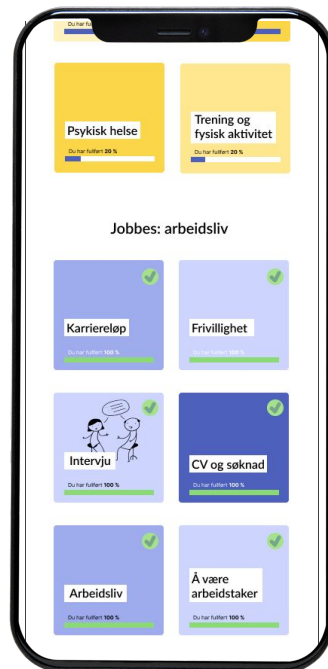 Du har fu
Psykisk helse
Du har fullført 20 %
Trening og
fysisk aktivitet
Du har fullført 20 %
Jobbes: arbeidsliv
Karriereløp
Du har fullført 100 %
Frivillighet
Du har fullført 100 %
Intervju
Du har fullført 100 %
CV og søknad
Du har fullført 100 %
Arbeidsliv
Du har fullført 100 %
Å være
arbeidstaker
Du har fullført 100 %